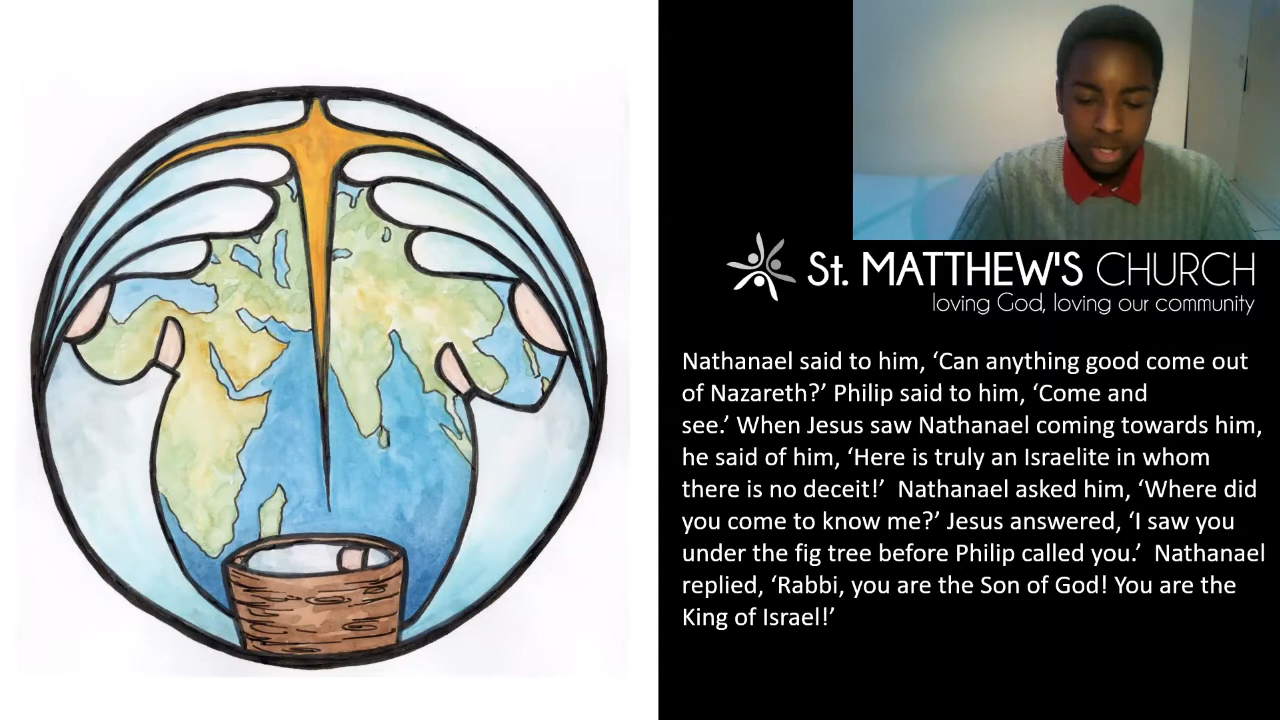 St. MATTHEW'S CHURCH
loving God, loving our community
Nathanael said to him, ‘Can anything good come out
of Nazareth?’ Philip said to him, ‘Come and
see.’ When Jesus saw Nathanael coming towards him,
he said of him, ‘Here is truly an Israelite in whom
there is no deceit!’  Nathanael asked him, ‘Where did
you come to know me?’ Jesus answered, ‘I saw you
under the fig tree before Philip called you.’  Nathanael
replied, ‘Rabbi, you are the Son of God! You are the
King of Israel!’